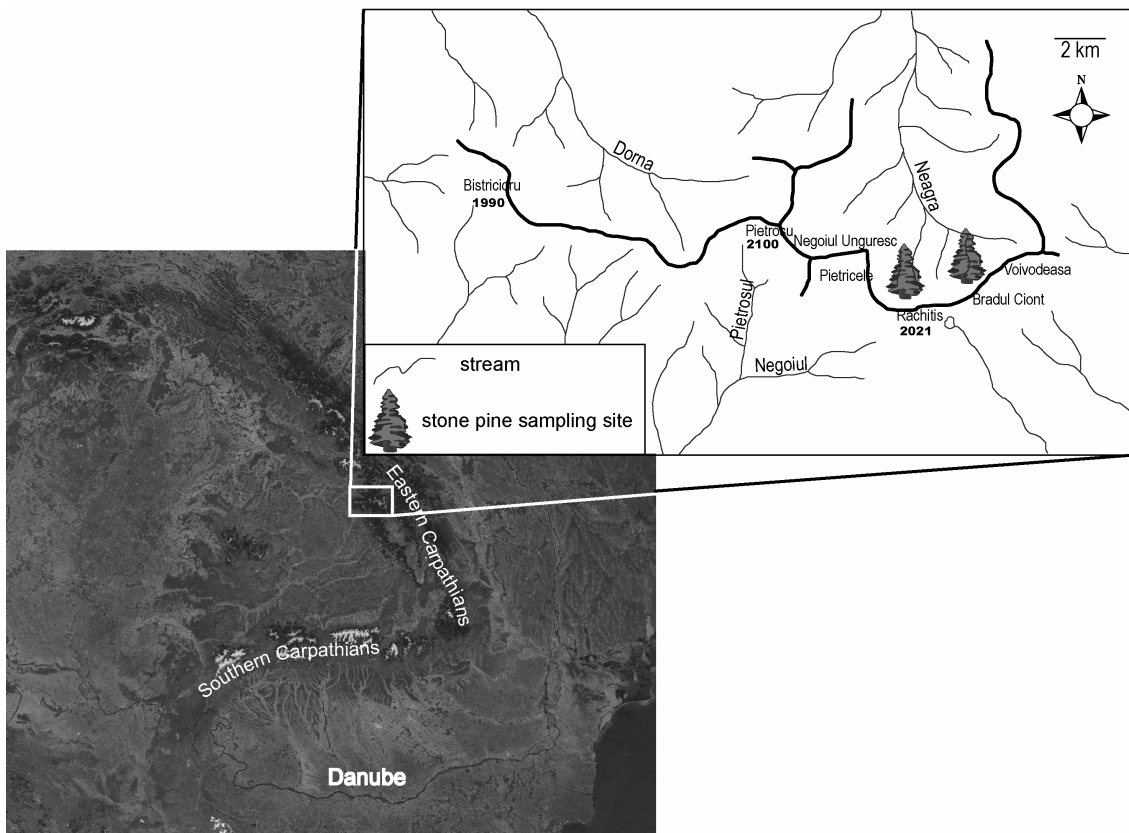 2 km
N
Dorna
Neagra
Bistricioru
1990
Pietrosu
2100
Negoiul Unguresc
Pietricele
Voivodeasa
Bradul Ciont
Rachitis
2021
Pietrosul
Negoiul
stream
stone pine sampling site
Eastern Carpathians
Southern Carpathians
Danube